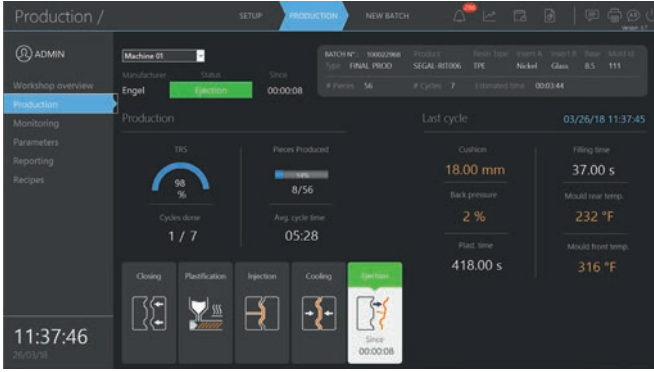 Production /
SETUP
PRODUCTION
NEW BATCH
Version 3.7
ADMIN
Workshop overview
Production
Monitoring
Parameters
Reporting
Recipes
11:37:46
26/03/18
Machine 01
Manufacturer Status Since
Engel Ejection 00:00:08
BATCH N° : 100022968 Product Resin Type Insert A Insert B Base Mold Id
Type FINAL PROD SEGAL-RIT006 TPE Nickel Glass 8.5 111
# Pieces 56 # Cycles 7 Estimated time 00:03:44
Production
TRS
98
%
Pieces Produced
14%
8/56
Cycles done
1 / 7
Avg. cycle time
05:28
Last cycle 03/26/18 11:37:45
Cushion Filling time
18.00 mm 37.00 s
Back pressure Mould rear temp.
2 % 232 °F
Plast. time Mould front temp.
418.00 s 316 °F
Closing
Plastification
Injection
Cooling
Ejection
Since
00:00:08